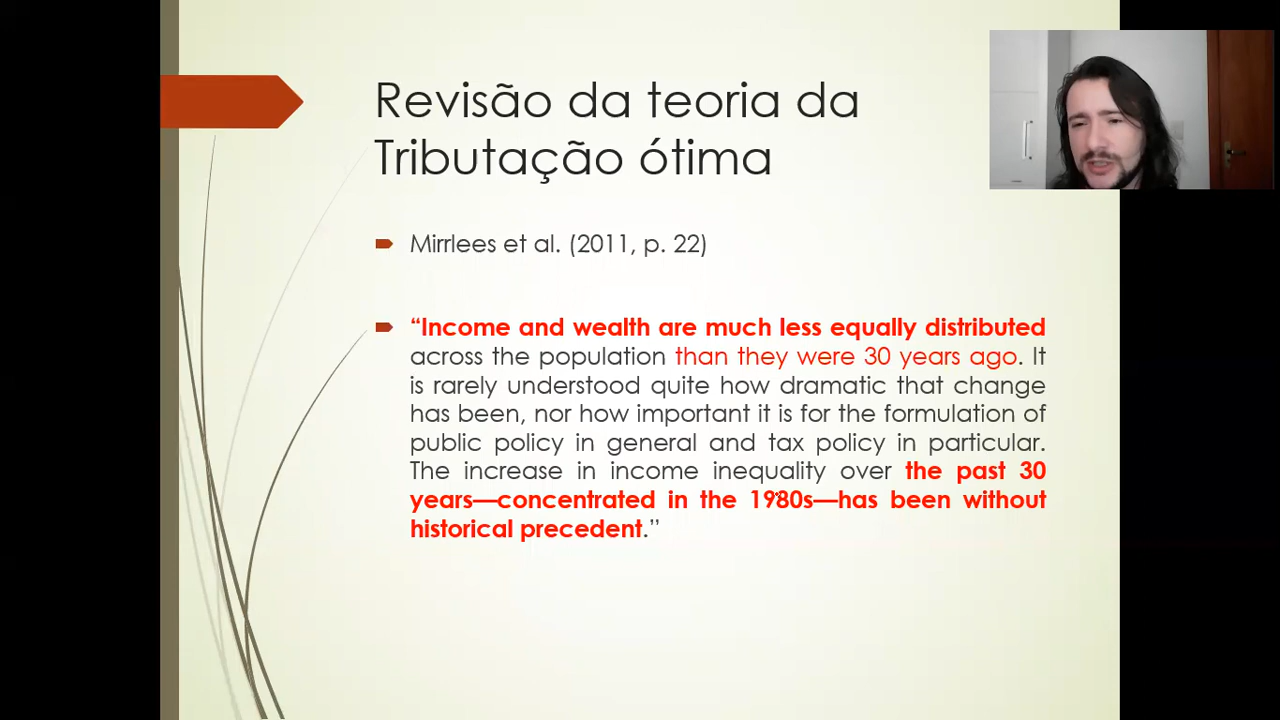 Revisão da teoria da
Tributação ótima
Mirrlees et al. (2011, p. 22)
“Income and wealth are much less equally distributed
across the population than they were 30 years ago. It
is rarely understood quite how dramatic that change
has been, nor how important it is for the formulation of
public policy in general and tax policy in particular.
The increase in income inequality over the past 30
years—concentrated in the 1980s—has been without
historical precedent.”